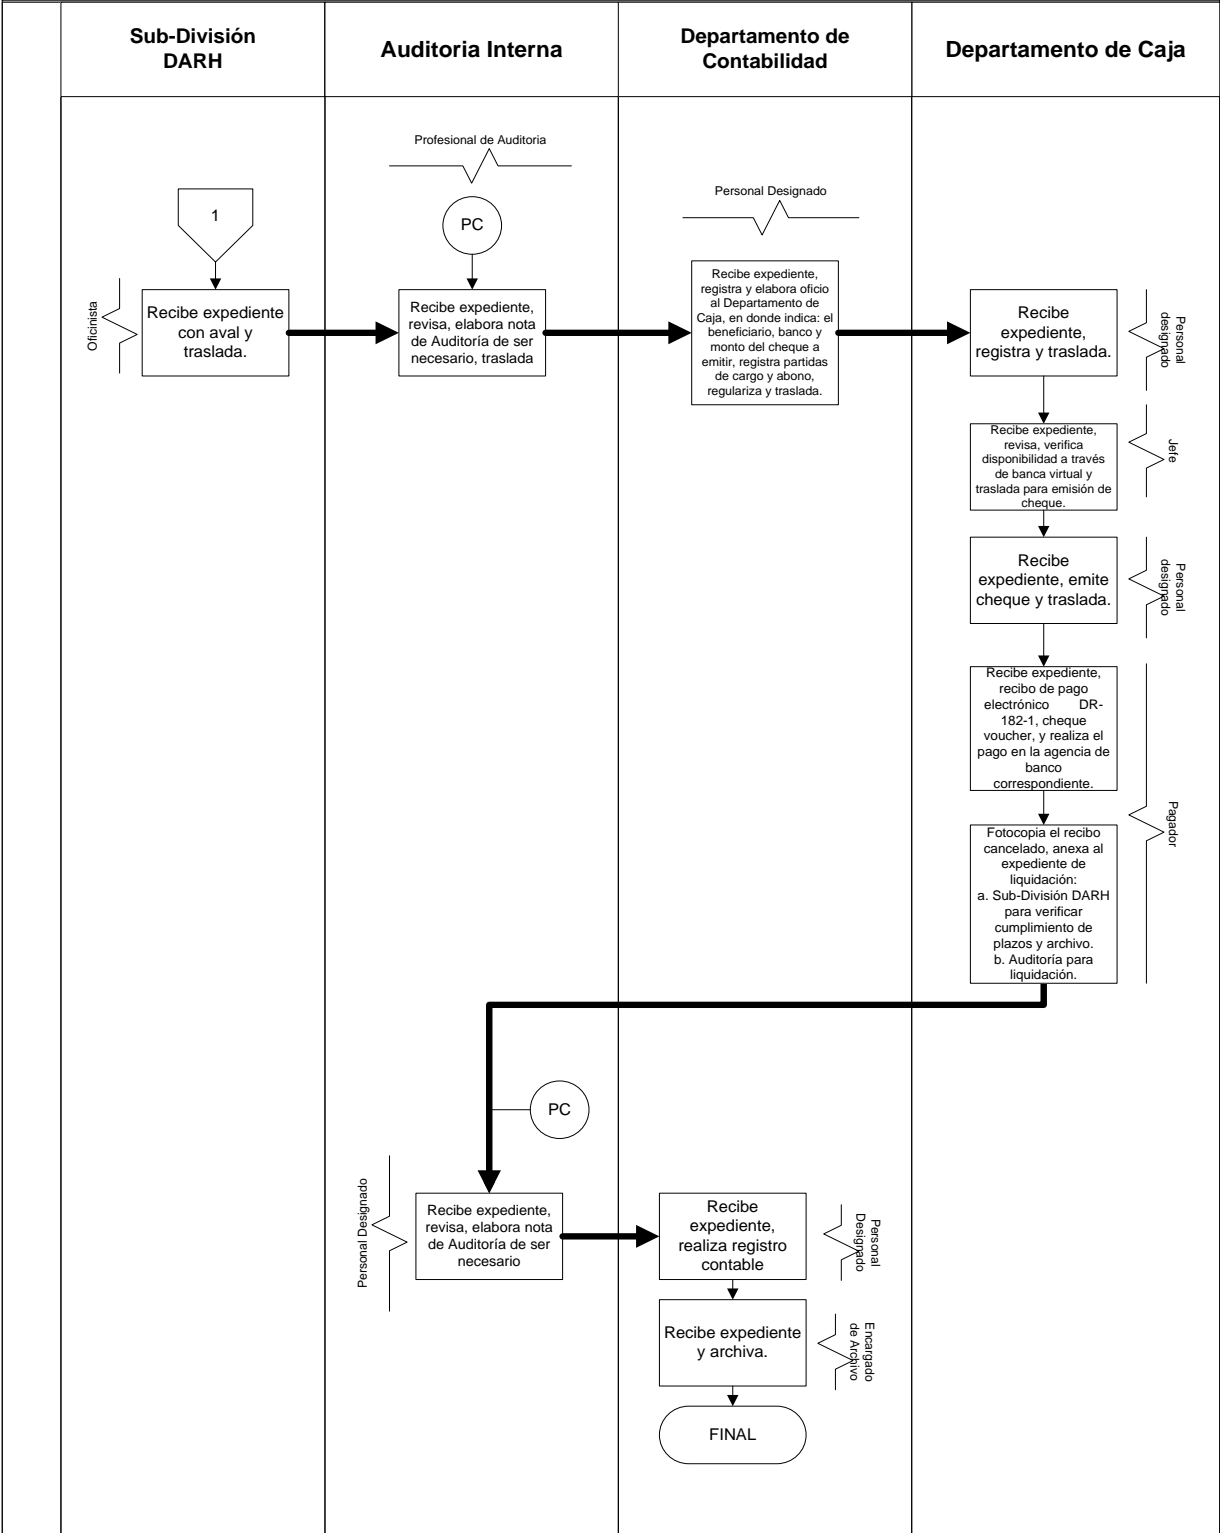 Sub-División
DARH
Auditoria Interna
Departamento de
Contabilidad
Departamento de Caja
Profesional de Auditoria
Personal Designado
1
PC
Oficinista
Recibe expediente
con aval y
traslada.
Recibe expediente,
revisa, elabora nota
de Auditoría de ser
necesario, traslada
Recibe expediente,
registra y elabora oficio
al Departamento de
Caja, en donde indica: el
beneficiario, banco y
monto del cheque a
emitir, registra partidas
de cargo y abono,
regulariza y traslada.
Recibe
expediente,
registra y traslada.
Personal
designado
Recibe expediente,
revisa, verifica
disponibilidad a través
de banca virtual y
traslada para emisión de
cheque.
Jefe
Recibe
expediente, emite
cheque y traslada.
Personal
designado
Recibe expediente,
recibo de pago
electrónico DR-
182-1, cheque
voucher, y realiza el
pago en la agencia de
banco
correspondiente.
Pagador
Fotocopia el recibo
cancelado, anexa al
expediente de
liquidación:
a. Sub-División DARH
para verificar
cumplimiento de
plazos y archivo.
b. Auditoría para
liquidación.
PC
Personal Designado
Recibe expediente,
revisa, elabora nota
de Auditoría de ser
necesario
Recibe
expediente,
realiza registro
contable
Personal
Designado
Recibe expediente
y archiva.
Encargado
de Archivo
FINAL